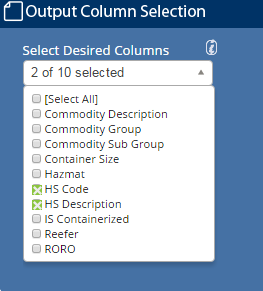 Output Column Selection
Select Desired Columns
2 of 10 selected
[Select All]
Commodity Description
Commodity Group
Commodity Sub Group
Container Size
Hazmat
HS Code
HS Description
IS Containerized
Reefer
RORO